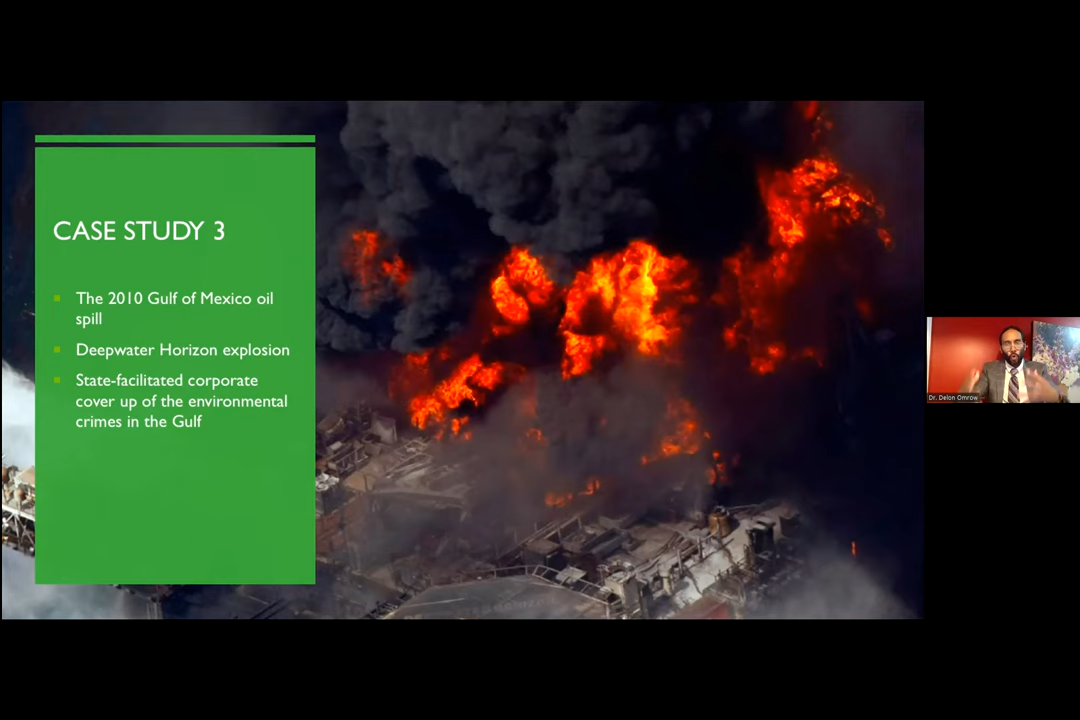 CASE STUDY 3
The 2010 Gulf of Mexico oil
spill
Deepwater Horizon explosion
State-facilitated corporate
cover up of the environmental
crimes in the Gulf
Dr. Delon Omrow